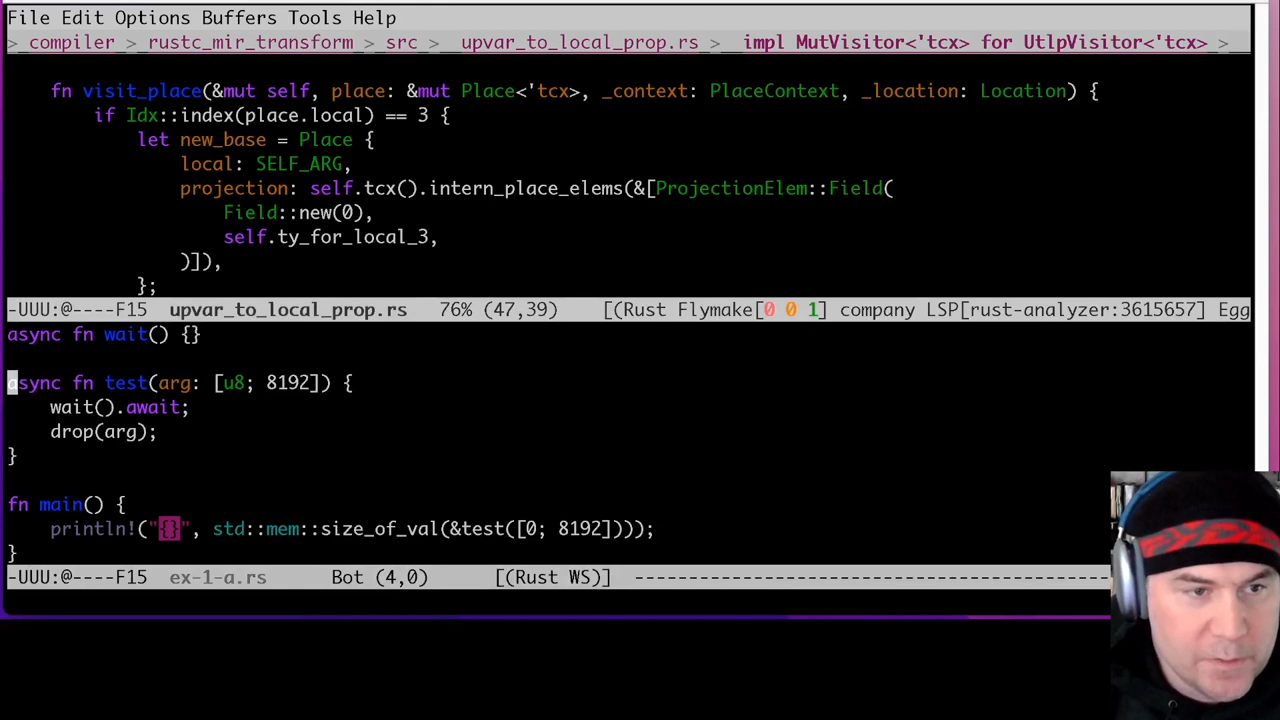 File Edit Options Buffers Tools Help
> compiler > rustc_mir_transform > src > upvar_to_local_prop.rs > impl MutVisitor<'tcx> for UtlpVisitor<'tcx> >
fn visit_place(&mut self, place: &mut Place<'tcx>, _context: PlaceContext, _location: Location) {
if Idx::index(place.local) == 3 {
let new_base = Place {
local: SELF_ARG,
projection: self.tcx().intern_place_elems(&[ProjectionElem::Field(
Field::new(0),
self.ty_for_local_3,
)]),
};
-UUU:@----F15 upvar_to_local_prop.rs 76% (47,39) [(Rust Flymake[0 0 1] company LSP[rust-analyzer:3615657] Egg
async fn wait() {}
async fn test(arg: [u8; 8192]) {
wait().await;
drop(arg);
}
fn main() {
println!("{}", std::mem::size_of_val(&test([0; 8192])));
}
-UUU:@----F15 ex-1-a.rs Bot (4,0) [(Rust WS)] --------------------------------------------